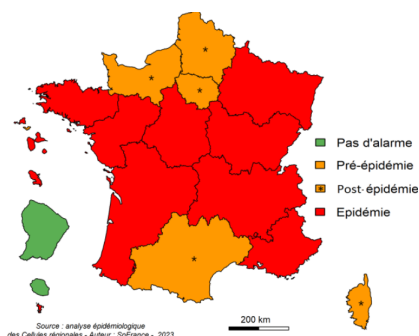 Pas d'alarme
Pré-épidémie
Post-épidémie
Epidémie
200 km
Source : analyse épidémiologique
des Cellules régionales - Auteur : SpFrance - 2023